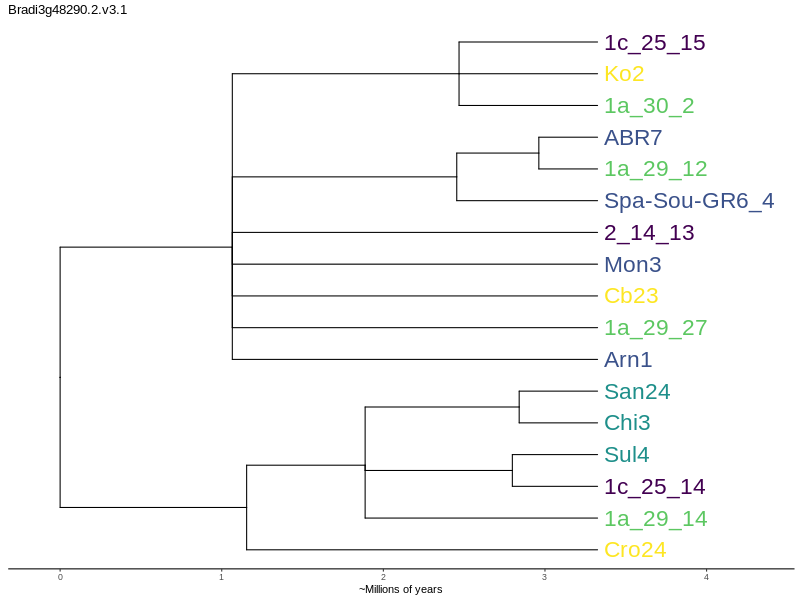 Bradi3g48290.2.v3.1
1c_25_15
Ko2
1a_30_2
ABR7
1a_29_12
Spa-Sou-GR6_4
2_14_13
Mon3
Cb23
1a_29_27
Arn1
San24
Chi3
Sul4
1c_25_14
1a_29_14
Cro24
0 1 2 3 4
~Millions of years